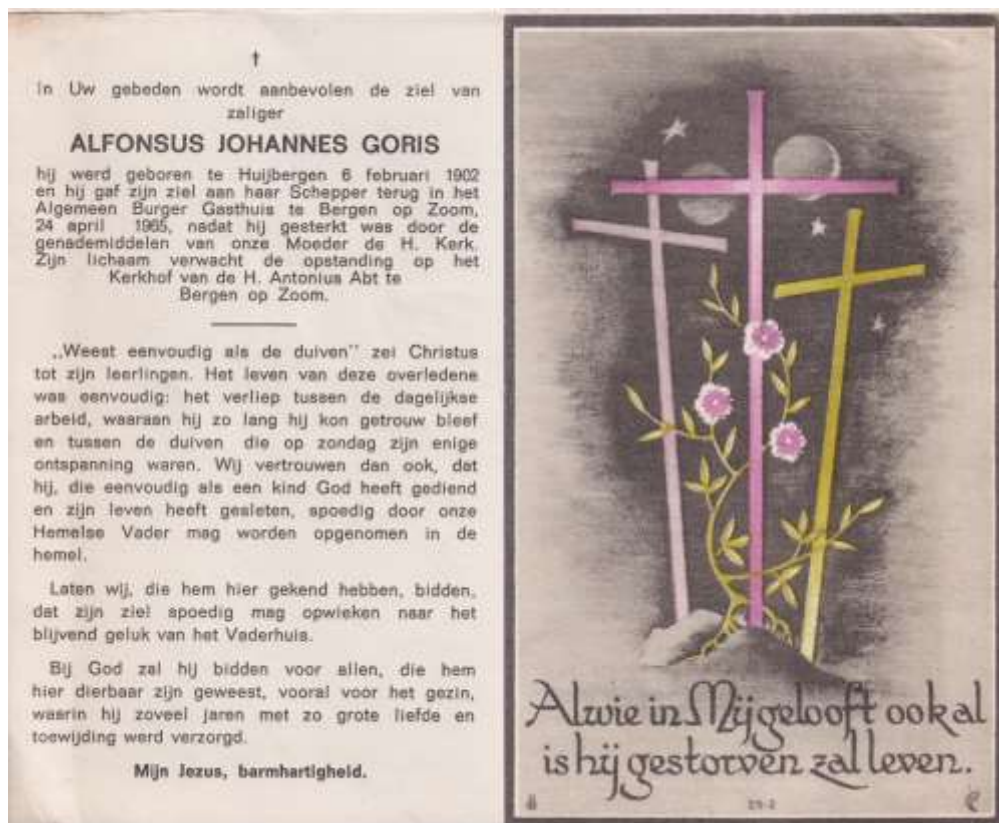 †
In Uw gebeden wordt aanbevolen de ziel van
zaliger
ALFONSUS JOHANNES GORIS
hij werd geboren te Huijbergen 6 februari 1902
en hij gaf zijn ziel aan haar Schepper terug in het
Algemeen Burger Gasthuis te Bergen op Zoom,
24 april 1965, nadat hij gesterkt was door de
genademiddelen van onze Moeder de H. Kerk.
Zijn lichaam verwacht de opstanding op het
Kerkhof van de H. Antonius Abt te
Bergen op Zoom.
„Weest eenvoudig als de duiven" zei Christus
tot zijn leerlingen. Het leven van deze overledene
was eenvoudig: het verliep tussen de dagelijkse
arbeid, waaraan hij zo lang hij kon getrouw bleef
en tussen de duiven die op zondag zijn enige
ontspanning waren. Wij vertrouwen dan ook, dat
hij, die eenvoudig als een kind God heeft gediend
en zijn leven heeft gesleten, spoedig door onze
Hemelse Vader mag worden opgenomen in de
hemel.
Laten wij, die hem hier gekend hebben, bidden,
dat zijn ziel spoedig mag opwieken naar het
blijvend geluk van het Vaderhuis.
Bij God zal hij bidden voor allen, die hem
hier dierbaar zijn geweest, vooral voor het gezin,
waarin hij zoveel jaren met zo grote liefde en
toewijding werd verzorgd.
Mijn Jezus, barmhartigheid.
Al wie in Mij gelooft ook al
is hij gestorven zal leven.